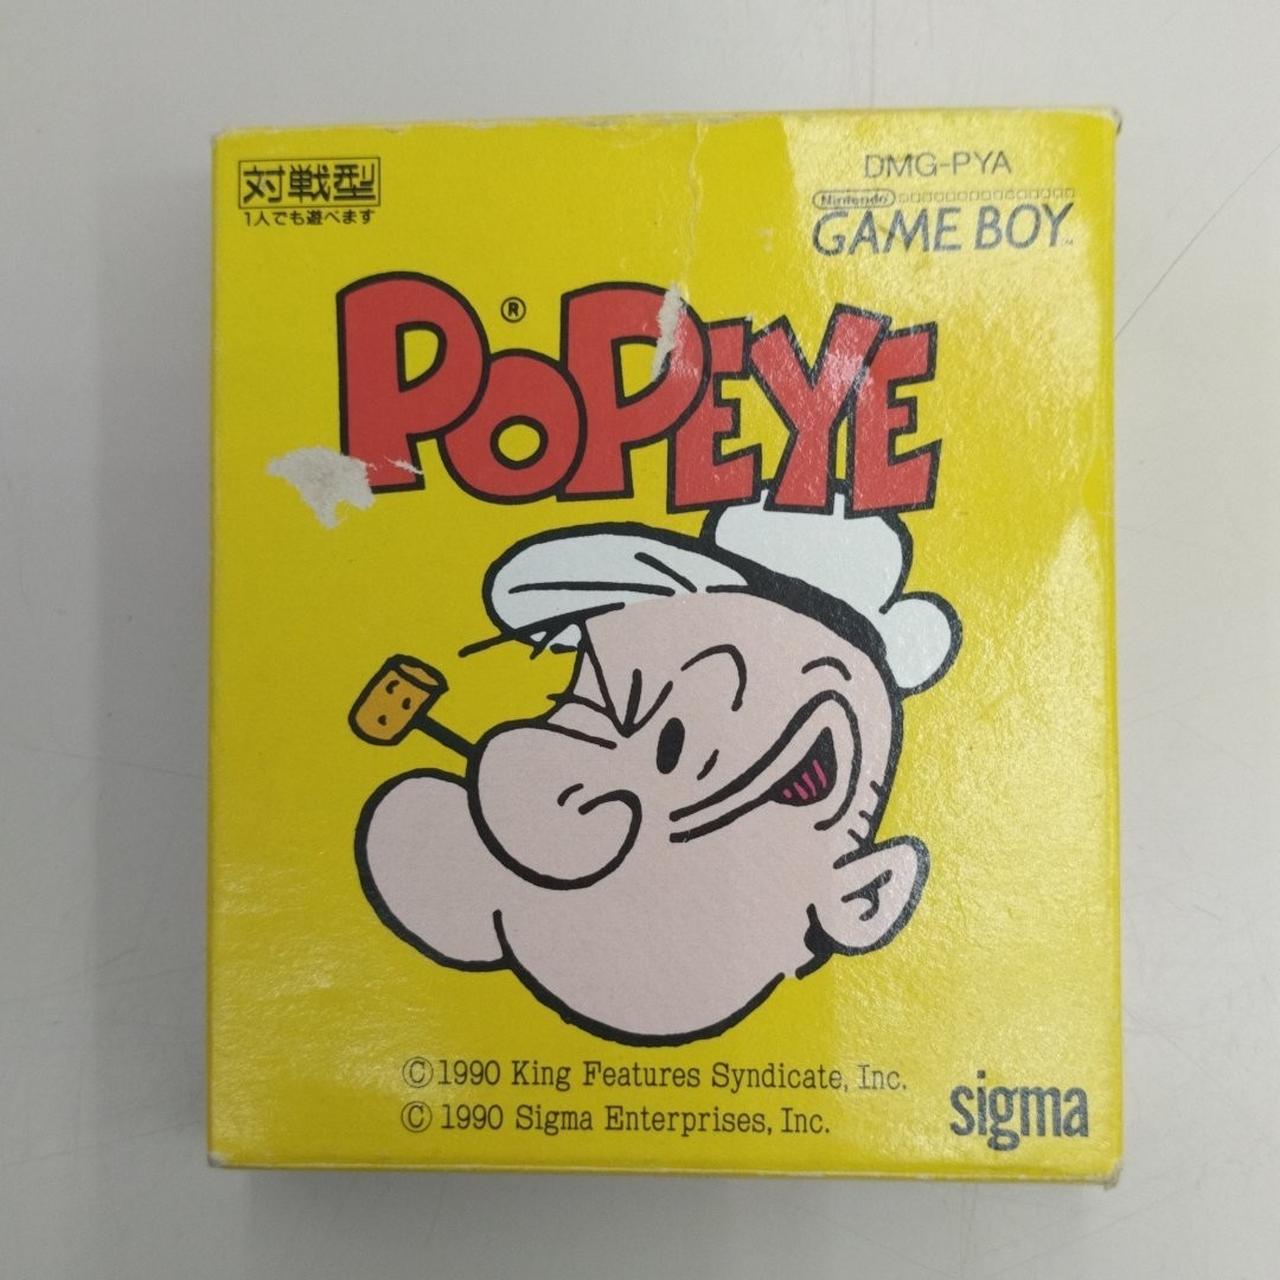 対戦型
1人でも遊べます
DMG-PYA
Nintendo
GAME BOY™
POPEYE®
©1990 King Features Syndicate, Inc.
© 1990 Sigma Enterprises, Inc.
sigma